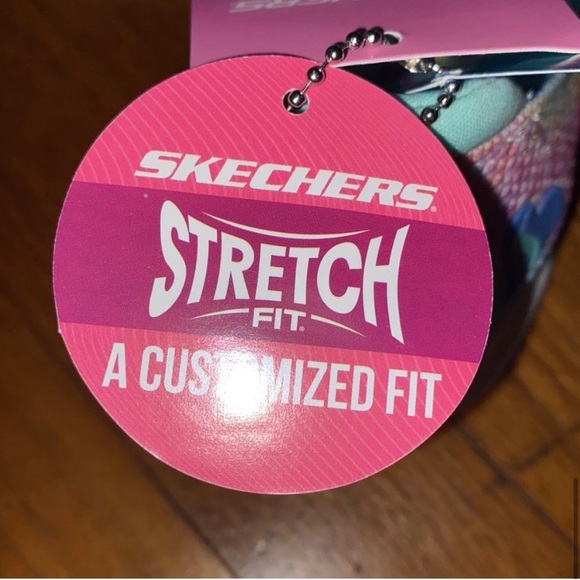 SKECHERS
STRETCH
FIT®
A CUSTOMIZED FIT